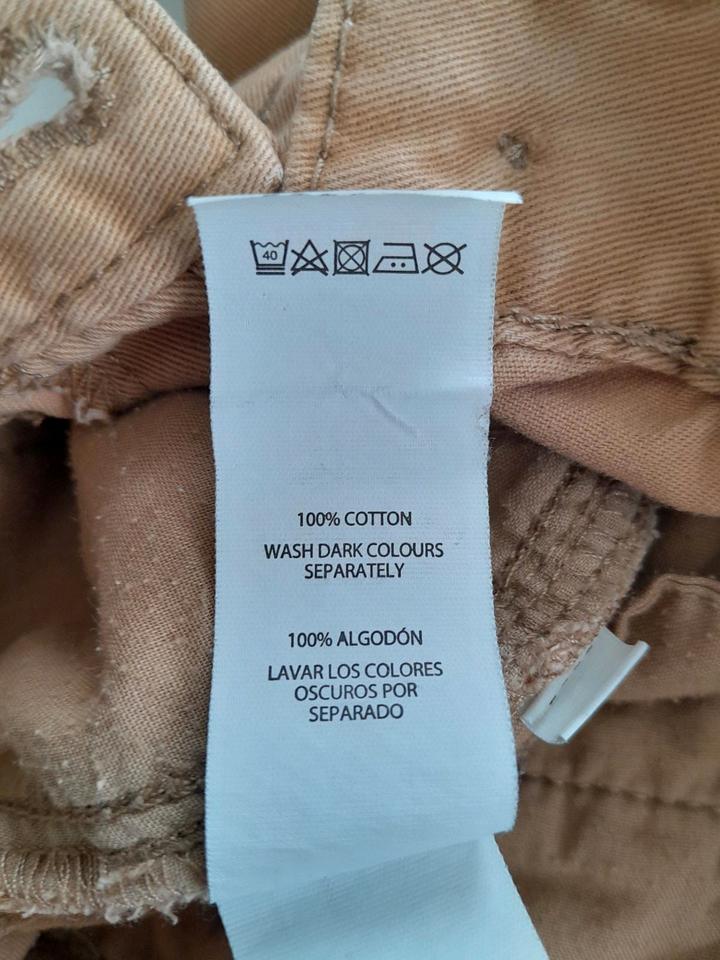 40
100% COTTON
WASH DARK COLOURS
SEPARATELY
100% ALGODÓN
LAVAR LOS COLORES
OSCUROS POR
SEPARADO